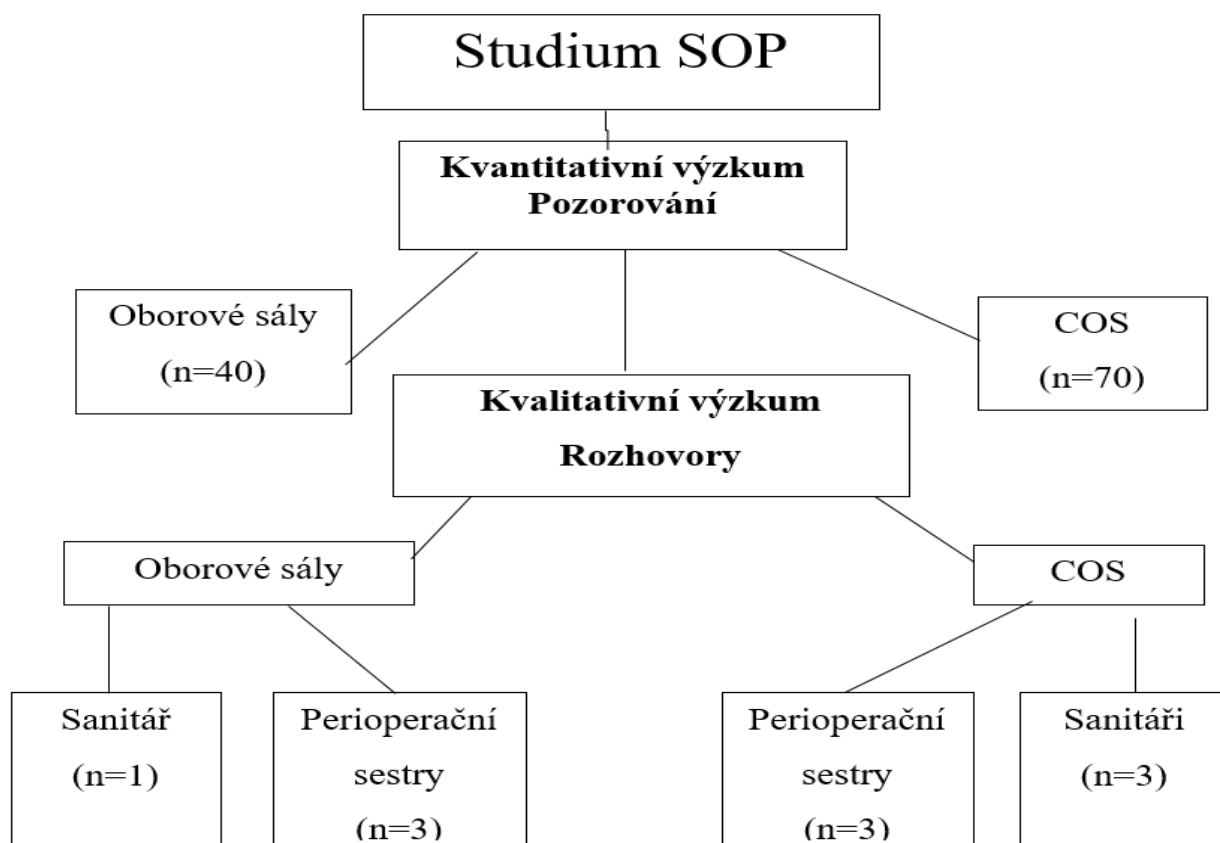 Studium SOP
Kvantitativní výzkum
Pozorování
Oborové sály
(n=40)
COS
(n=70)
Kvalitativní výzkum
Rozhovory
Oborové sály
COS
Sanitář
(n=1)
Perioperační
sestry
(n=3)
Perioperační
sestry
(n=3)
Sanitáři
(n=3)